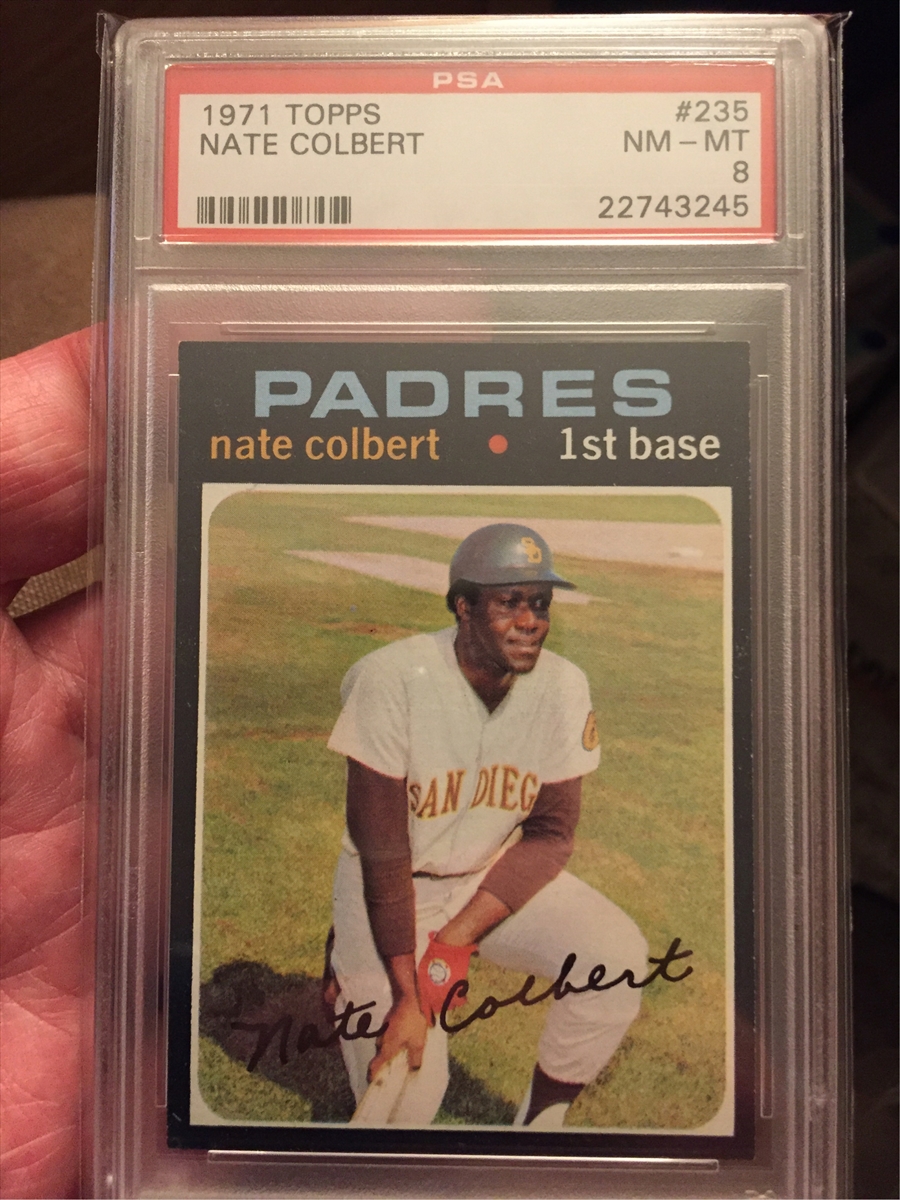 PSA
1971 TOPPS #235
NATE COLBERT NM - MT
8
22743245
PADRES
nate colbert • 1st base
SD
SAN DIEG
Nate Colbert